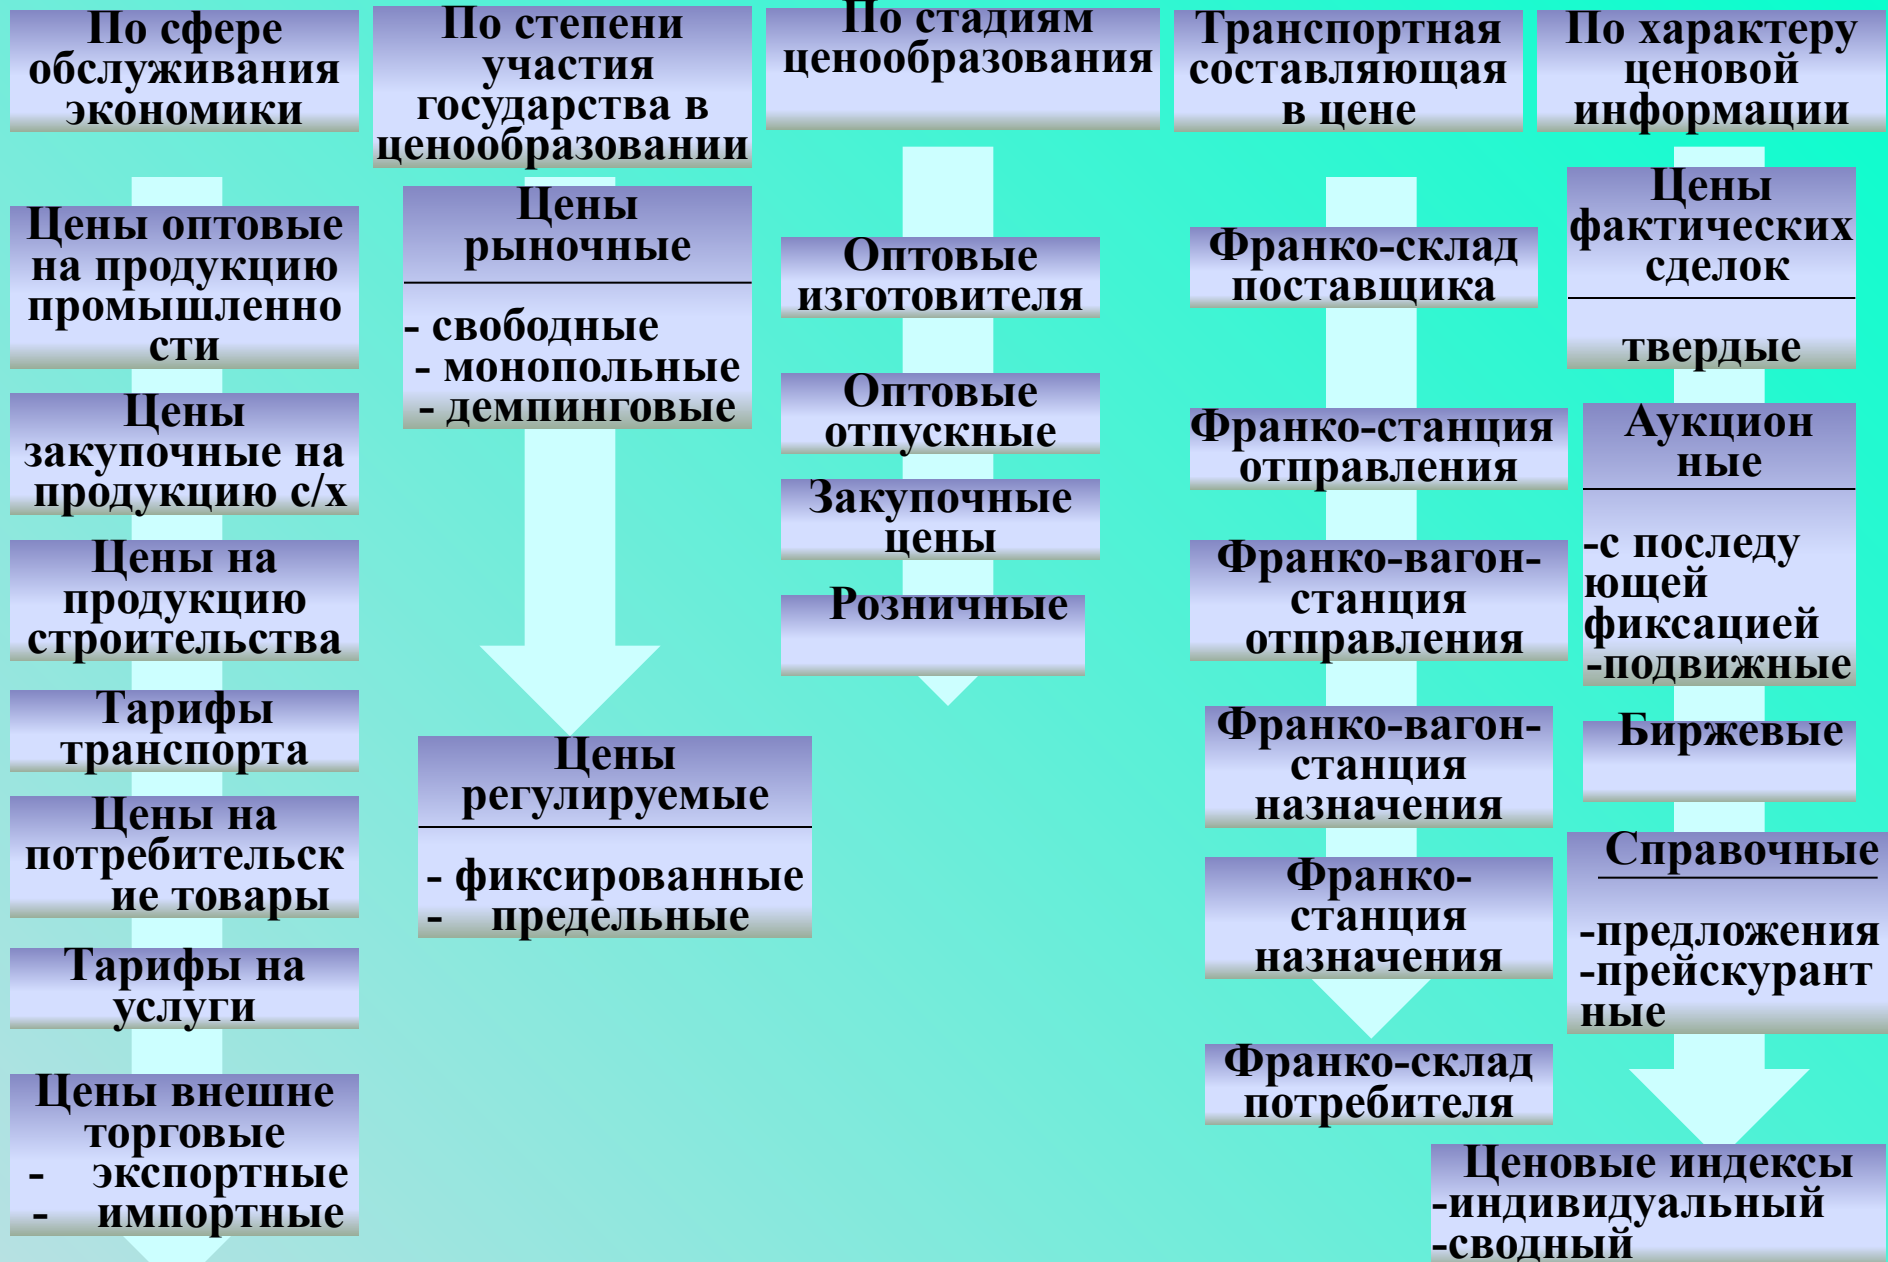 По сфере
обслуживания
экономики
Цены оптовые
на продукцию
промышленно
сти
Цены
закупочные на
продукцию с/х
Цены на
продукцию
строительства
Тарифы
транспорта
Цены на
потребительск
ие товары
Тарифы на
услуги
Цены внешне
торговые
- экспортные
- импортные
По степени
участия
государства в
ценообразовании
Цены
рыночные
- свободные
- монопольные
- демпинговые
Цены
регулируемые
- фиксированные
- предельные
По стадиям
ценообразования
Оптовые
изготовителя
Оптовые
отпускные
Закупочные
цены
Розничные
Транспортная
составляющая
в цене
Франко-склад
поставщика
Франко-станция
отправления
Франко-вагон-
станция
отправления
Франко-вагон-
станция
назначения
Франко-
станция
назначения
Франко-склад
потребителя
По характеру
ценовой
информации
Цены
фактических
сделок
твердые
Аукцион
ные
-с последу
ющей
фиксацией
-подвижные
Биржевые
Справочные
-предложения
-прейскурант
ные
Ценовые индексы
-индивидуальный
-сводный